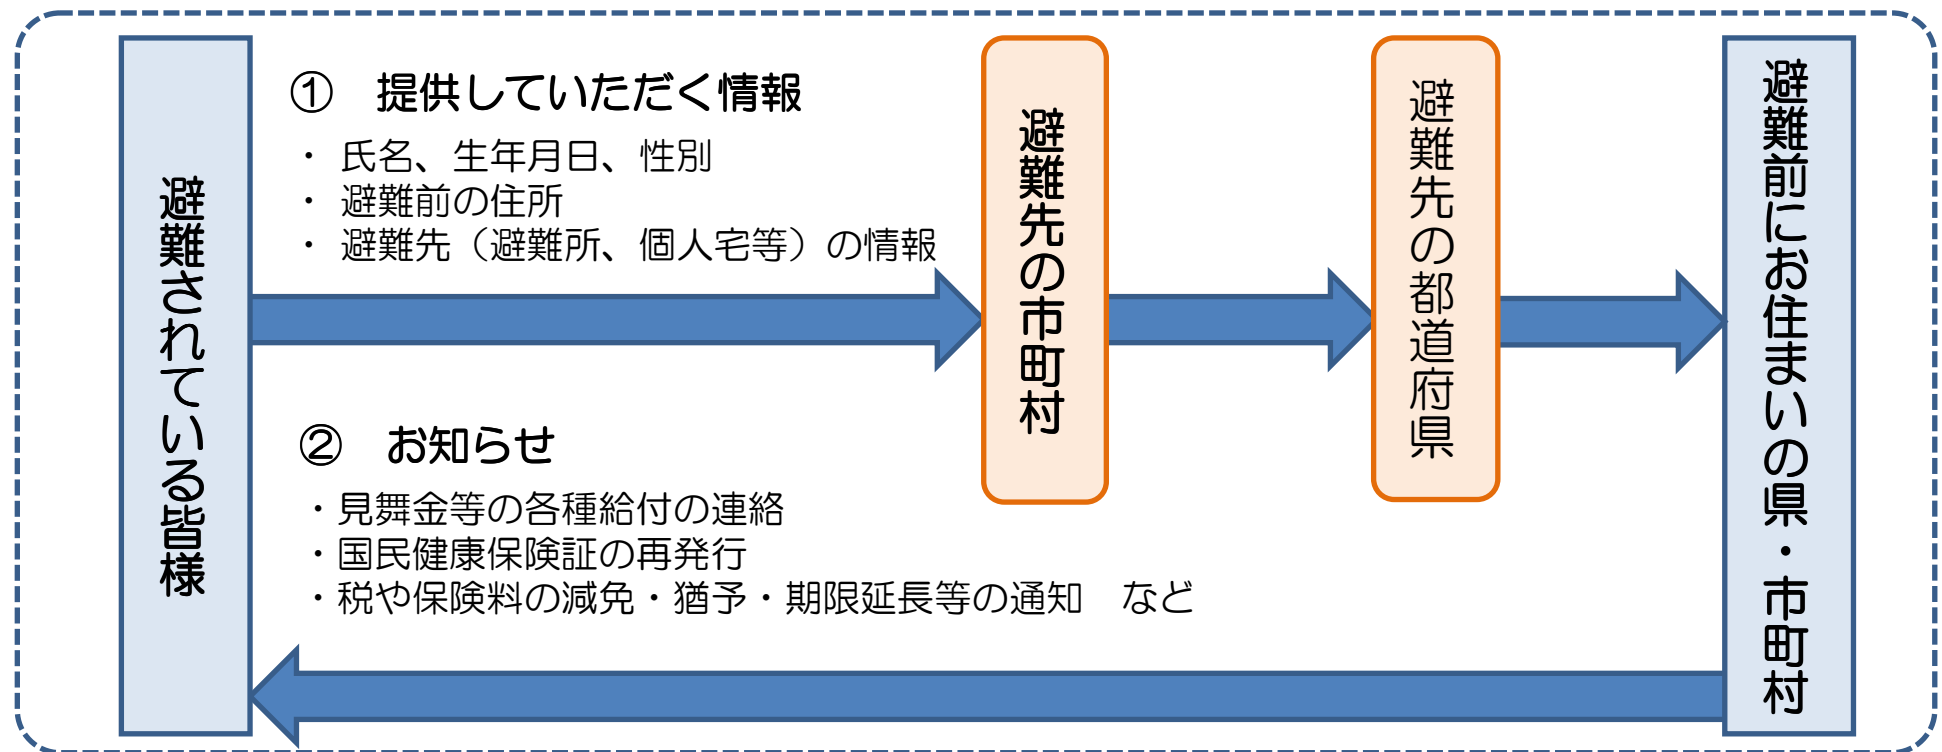 避難されている皆様
① 提供していただく情報
・ 氏名、生年月日、性別
・ 避難前の住所
・ 避難先（避難所、個人宅等）の情報
避難先の市町村
避難先の都道府県
避難前にお住まいの県・市町村
② お知らせ
・見舞金等の各種給付の連絡
・国民健康保険証の再発行
・税や保険料の減免・猶予・期限延長等の通知　など